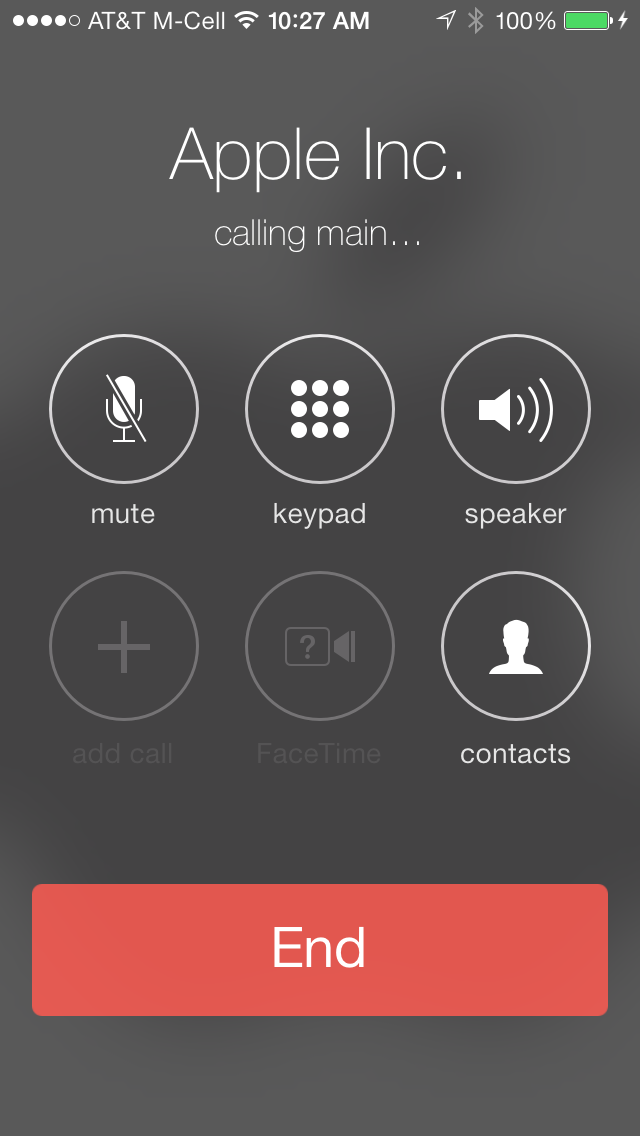 AT&T M-Cell 10:27 AM 100%
Apple Inc.
calling main...
mute keypad speaker
?
add call FaceTime contacts
End